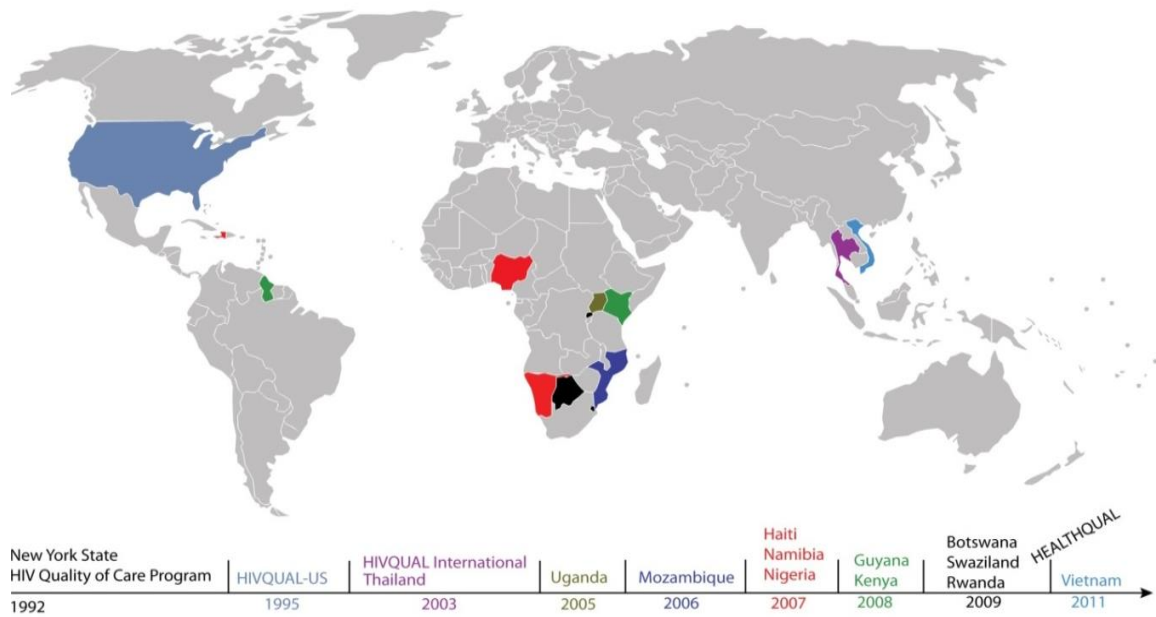 New York State
HIV Quality of Care Program
1992
HIVQUAL-US
1995
HIVQUAL International
Thailand
2003
Uganda
2005
Mozambique
2006
Haiti
Namibia
Nigeria
2007
Guyana
Kenya
2008
Botswana
Swaziland
Rwanda
2009
HEALTHQUAL
Vietnam
2011